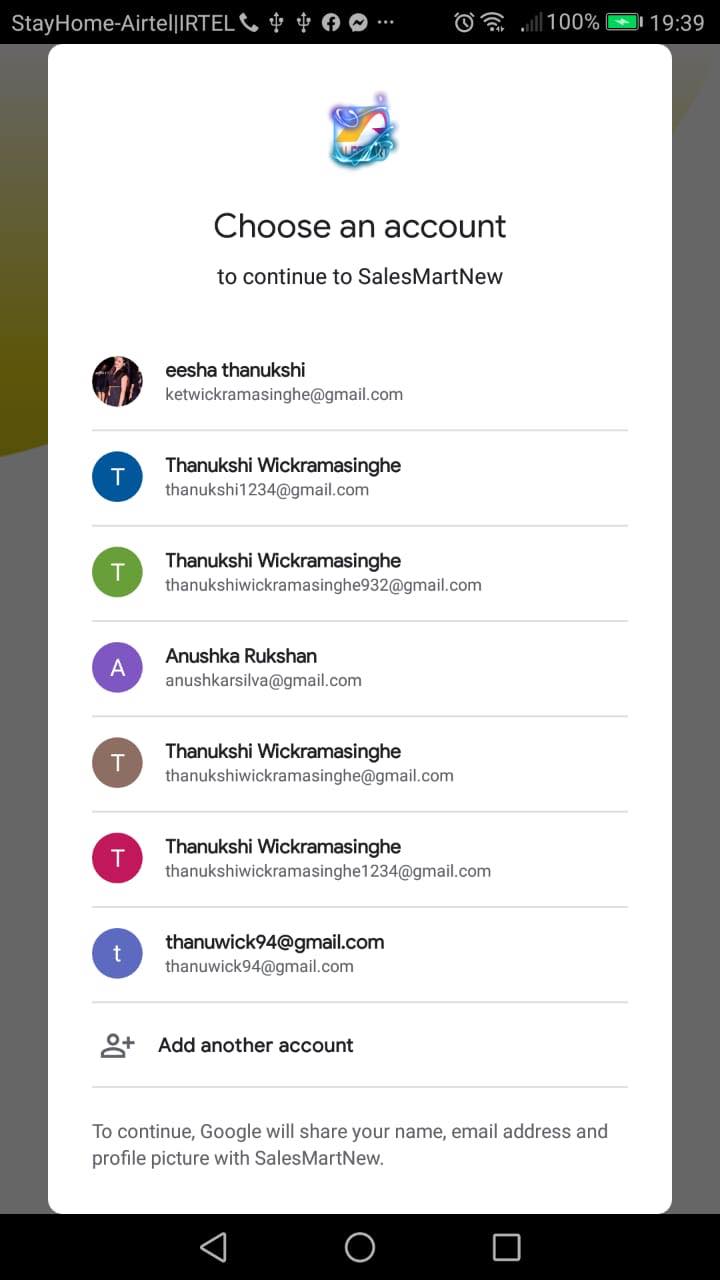 StayHome-Airtel|IRTEL 100% 19:39
Choose an account
to continue to SalesMartNew
eesha thanukshi
ketwickramasinghe@gmail.com
T
Thanukshi Wickramasinghe
thanukshi1234@gmail.com
T
Thanukshi Wickramasinghe
thanukshiwickramasinghe932@gmail.com
A
Anushka Rukshan
anushkarsilva@gmail.com
T
Thanukshi Wickramasinghe
thanukshiwickramasinghe@gmail.com
T
Thanukshi Wickramasinghe
thanukshiwickramasinghe1234@gmail.com
t
thanuwick94@gmail.com
thanuwick94@gmail.com
Add another account
To continue, Google will share your name, email address and
profile picture with SalesMartNew.